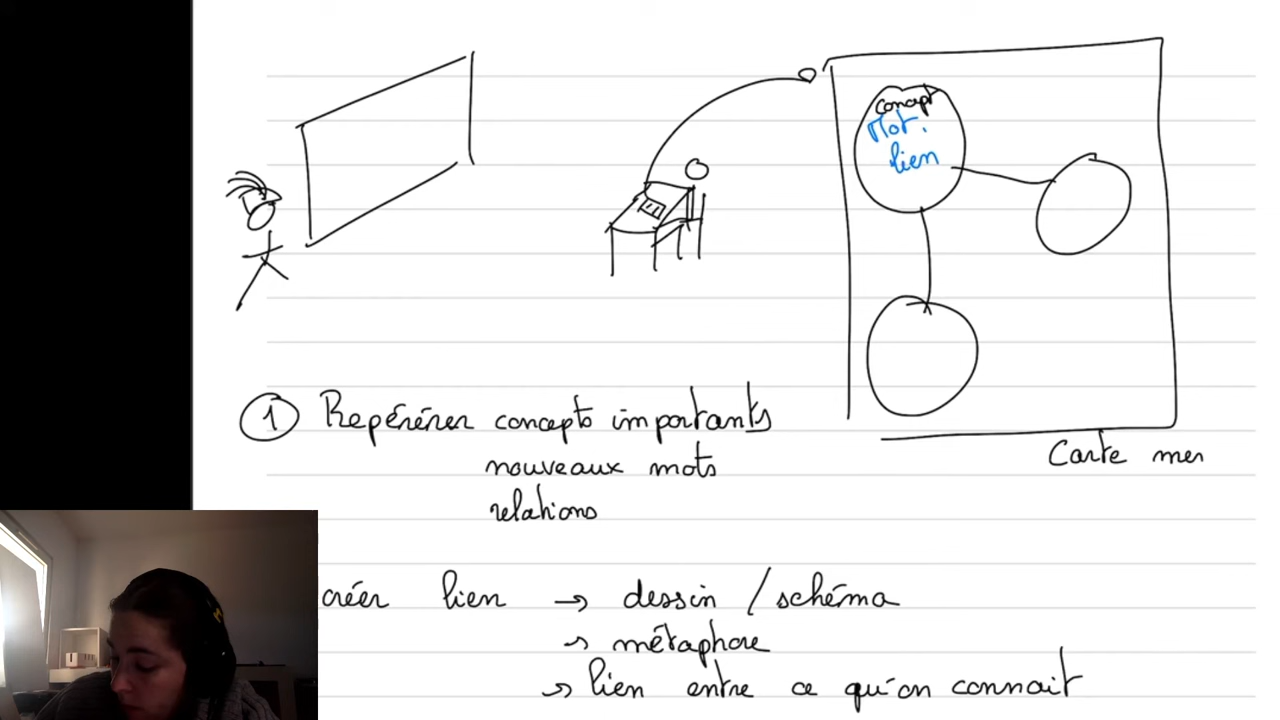 concept
Mot.
lien
① Repérérer concepts importants
nouveaux mots
relations
Carte men
créer lien → dessin / schéma
→ métaphore
→ lien entre ce qu'on connait